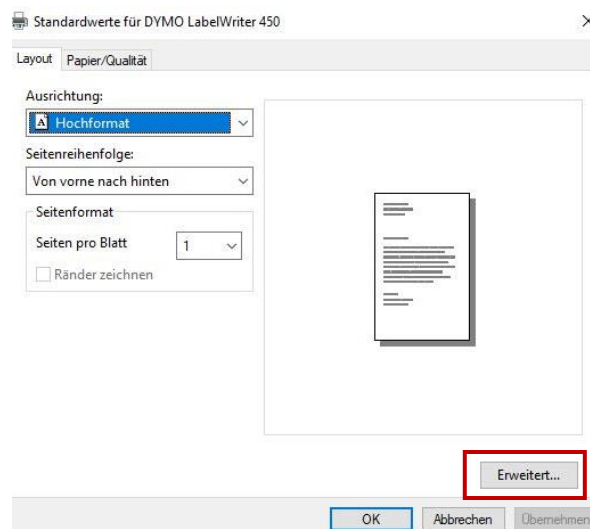 Standardwerte für DYMO LabelWriter 450
Layout Papier/Qualität
Ausrichtung:
A Hochformat
Seitenreihenfolge:
Von vorne nach hinten
Seitenformat
Seiten pro Blatt 1
Ränder zeichnen
Erweitert...
OK Abbrechen Übernehmen